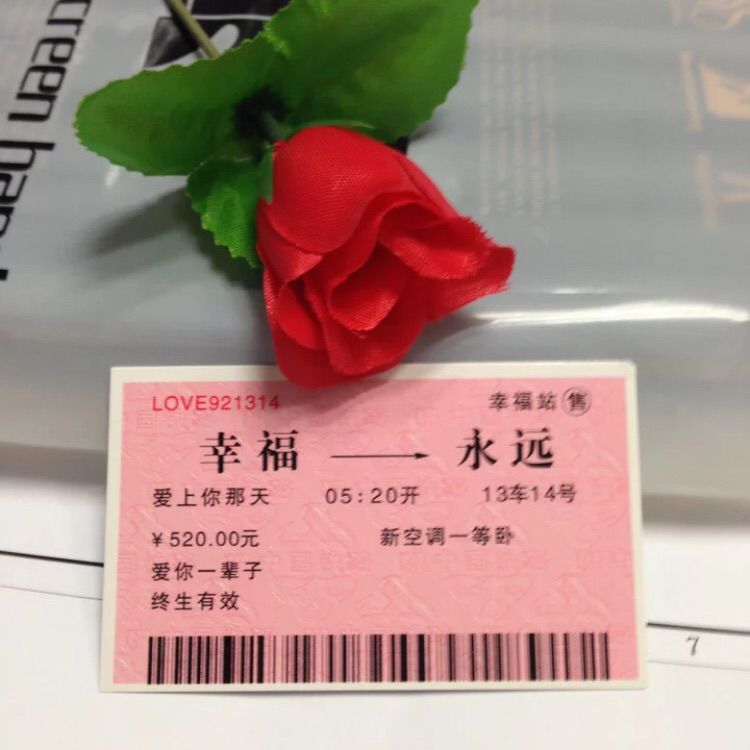 creen
LOVE921314 幸福站 售
幸福 → 永远
爱上你那天 05:20开 13车14号
¥520.00元 新空调一等卧
爱你一辈子
终生有效
7